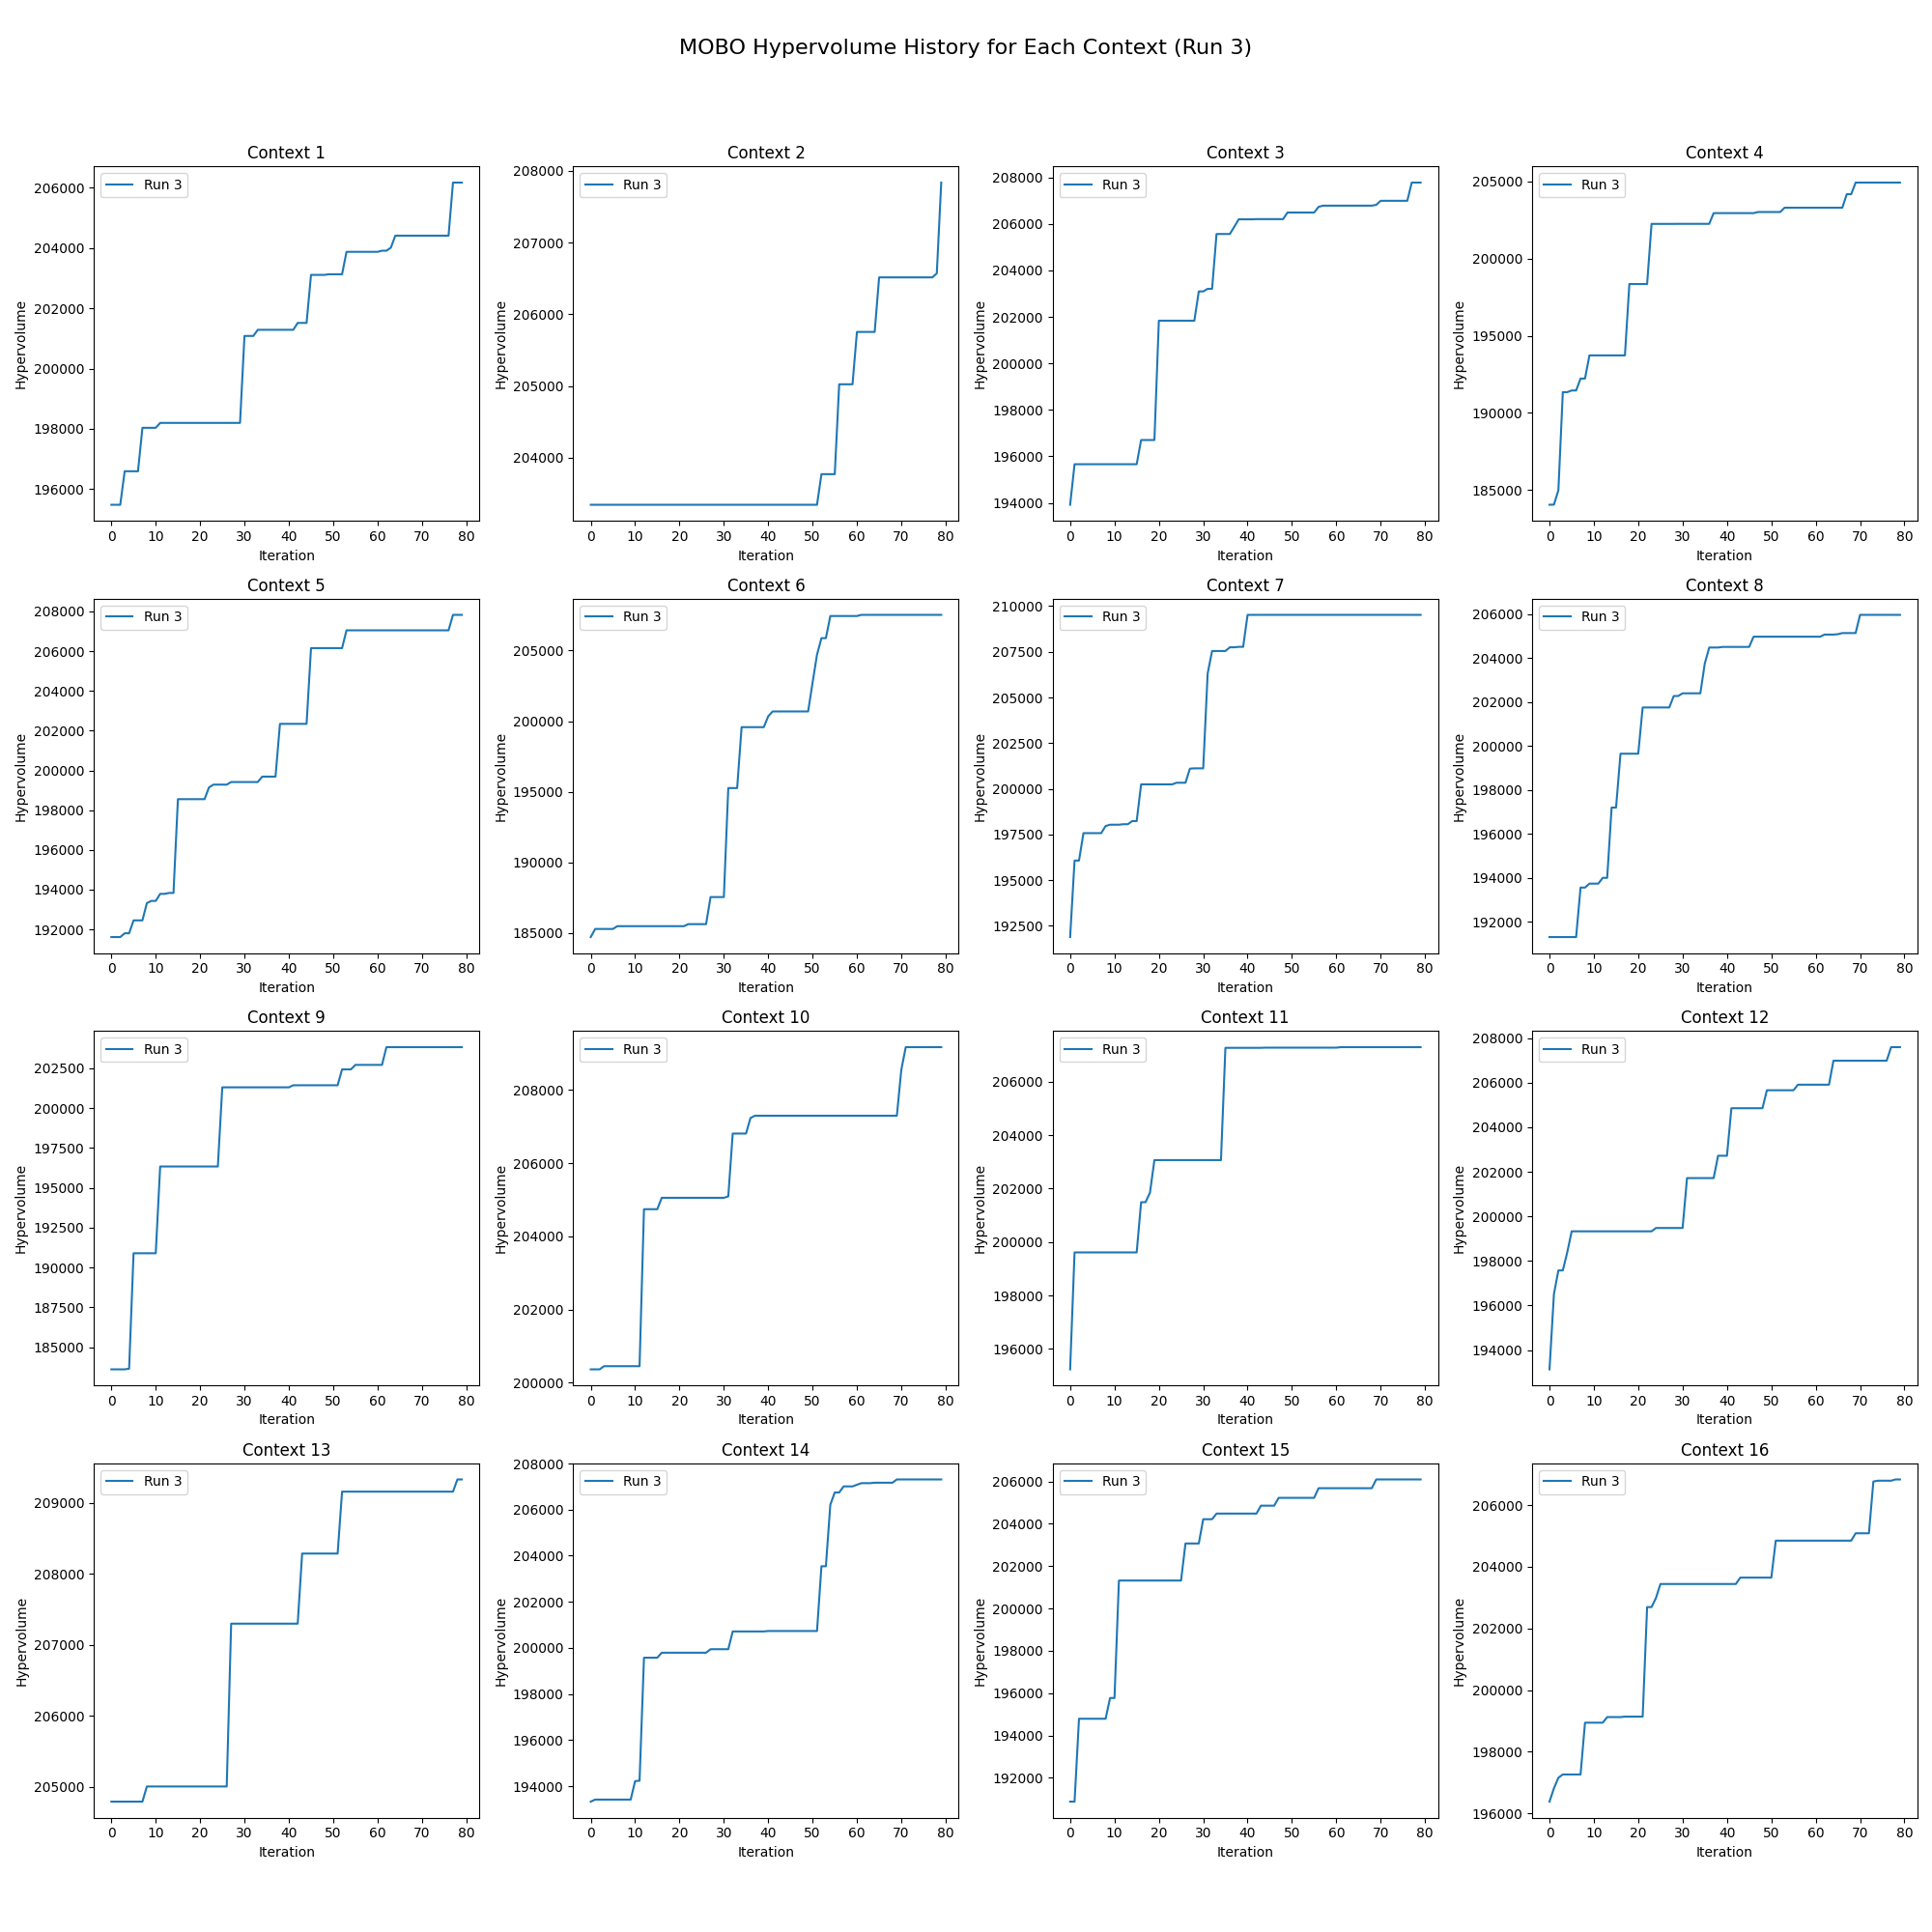 MOBO Hypervolume History for Each Context (Run 3)
Context 1
Run 3
206000
204000
202000
200000
198000
196000
Hypervolume
0 10 20 30 40 50 60 70 80
Iteration
Context 2
Run 3
208000
207000
206000
205000
204000
Hypervolume
0 10 20 30 40 50 60 70 80
Iteration
Context 3
Run 3
208000
206000
204000
202000
200000
198000
196000
194000
Hypervolume
0 10 20 30 40 50 60 70 80
Iteration
Context 4
Run 3
205000
200000
195000
190000
185000
Hypervolume
0 10 20 30 40 50 60 70 80
Iteration
Context 5
Run 3
208000
206000
204000
202000
200000
198000
196000
194000
192000
Hypervolume
0 10 20 30 40 50 60 70 80
Iteration
Context 6
Run 3
205000
200000
195000
190000
185000
Hypervolume
0 10 20 30 40 50 60 70 80
Iteration
Context 7
Run 3
210000
207500
205000
202500
200000
197500
195000
192500
Hypervolume
0 10 20 30 40 50 60 70 80
Iteration
Context 8
Run 3
206000
204000
202000
200000
198000
196000
194000
192000
Hypervolume
0 10 20 30 40 50 60 70 80
Iteration
Context 9
Run 3
202500
200000
197500
195000
192500
190000
187500
185000
Hypervolume
0 10 20 30 40 50 60 70 80
Iteration
Context 10
Run 3
208000
206000
204000
202000
200000
Hypervolume
0 10 20 30 40 50 60 70 80
Iteration
Context 11
Run 3
206000
204000
202000
200000
198000
196000
Hypervolume
0 10 20 30 40 50 60 70 80
Iteration
Context 12
Run 3
208000
206000
204000
202000
200000
198000
196000
194000
Hypervolume
0 10 20 30 40 50 60 70 80
Iteration
Context 13
Run 3
209000
208000
207000
206000
205000
Hypervolume
0 10 20 30 40 50 60 70 80
Iteration
Context 14
Run 3
208000
206000
204000
202000
200000
198000
196000
194000
Hypervolume
0 10 20 30 40 50 60 70 80
Iteration
Context 15
Run 3
206000
204000
202000
200000
198000
196000
194000
192000
Hypervolume
0 10 20 30 40 50 60 70 80
Iteration
Context 16
Run 3
206000
204000
202000
200000
198000
196000
Hypervolume
0 10 20 30 40 50 60 70 80
Iteration